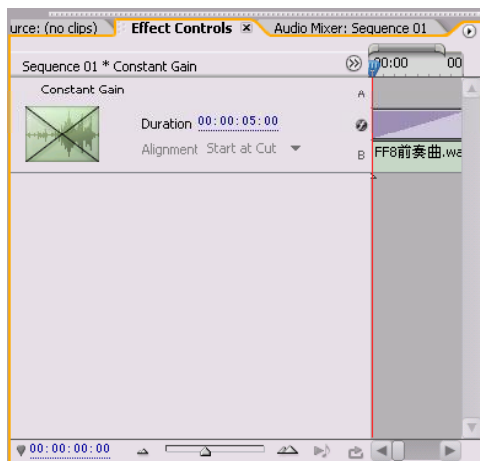 urce: (no clips) Effect Controls × Audio Mixer: Sequence 01
Sequence 01 * Constant Gain 00:00 00
Constant Gain A
Duration 00:00:05:00
Alignment Start at Cut B FF8前奏曲.wa
00:00:00:00